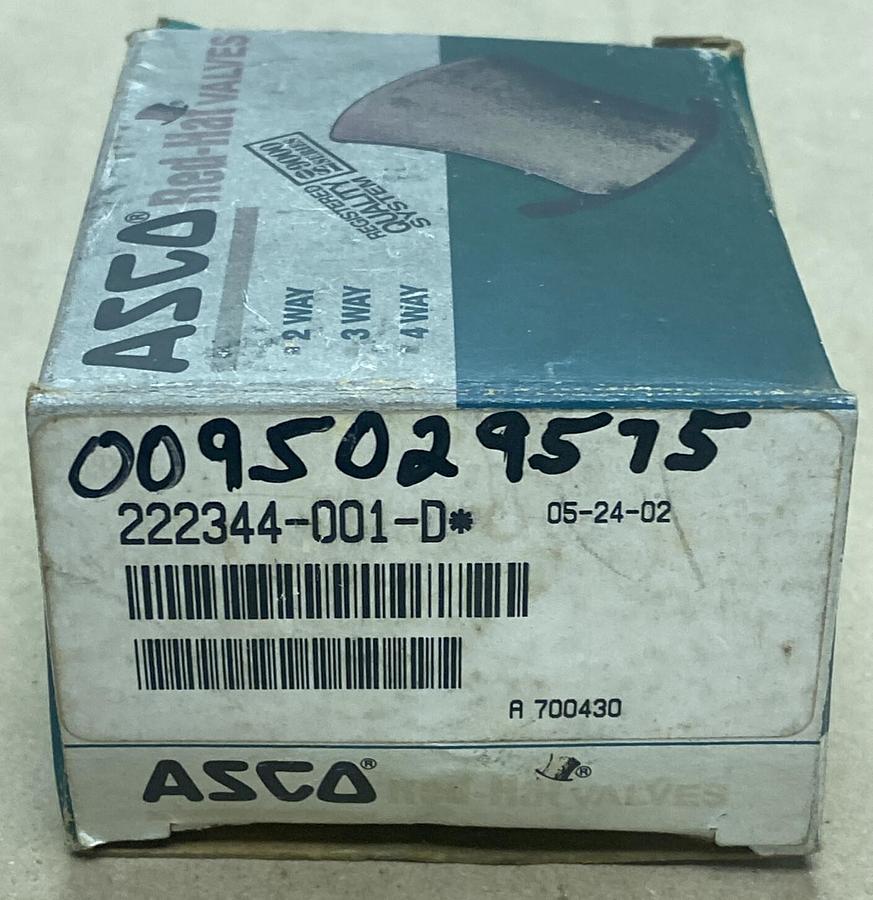 ASCO® Red-Hat VALVES
REGISTERED
QUALITY
SYSTEM
9000
2 WAY
3 WAY
4 WAY
0095029575
222344-001-D*
05-24-02
A 700430
ASCO® Red-Hat® VALVES